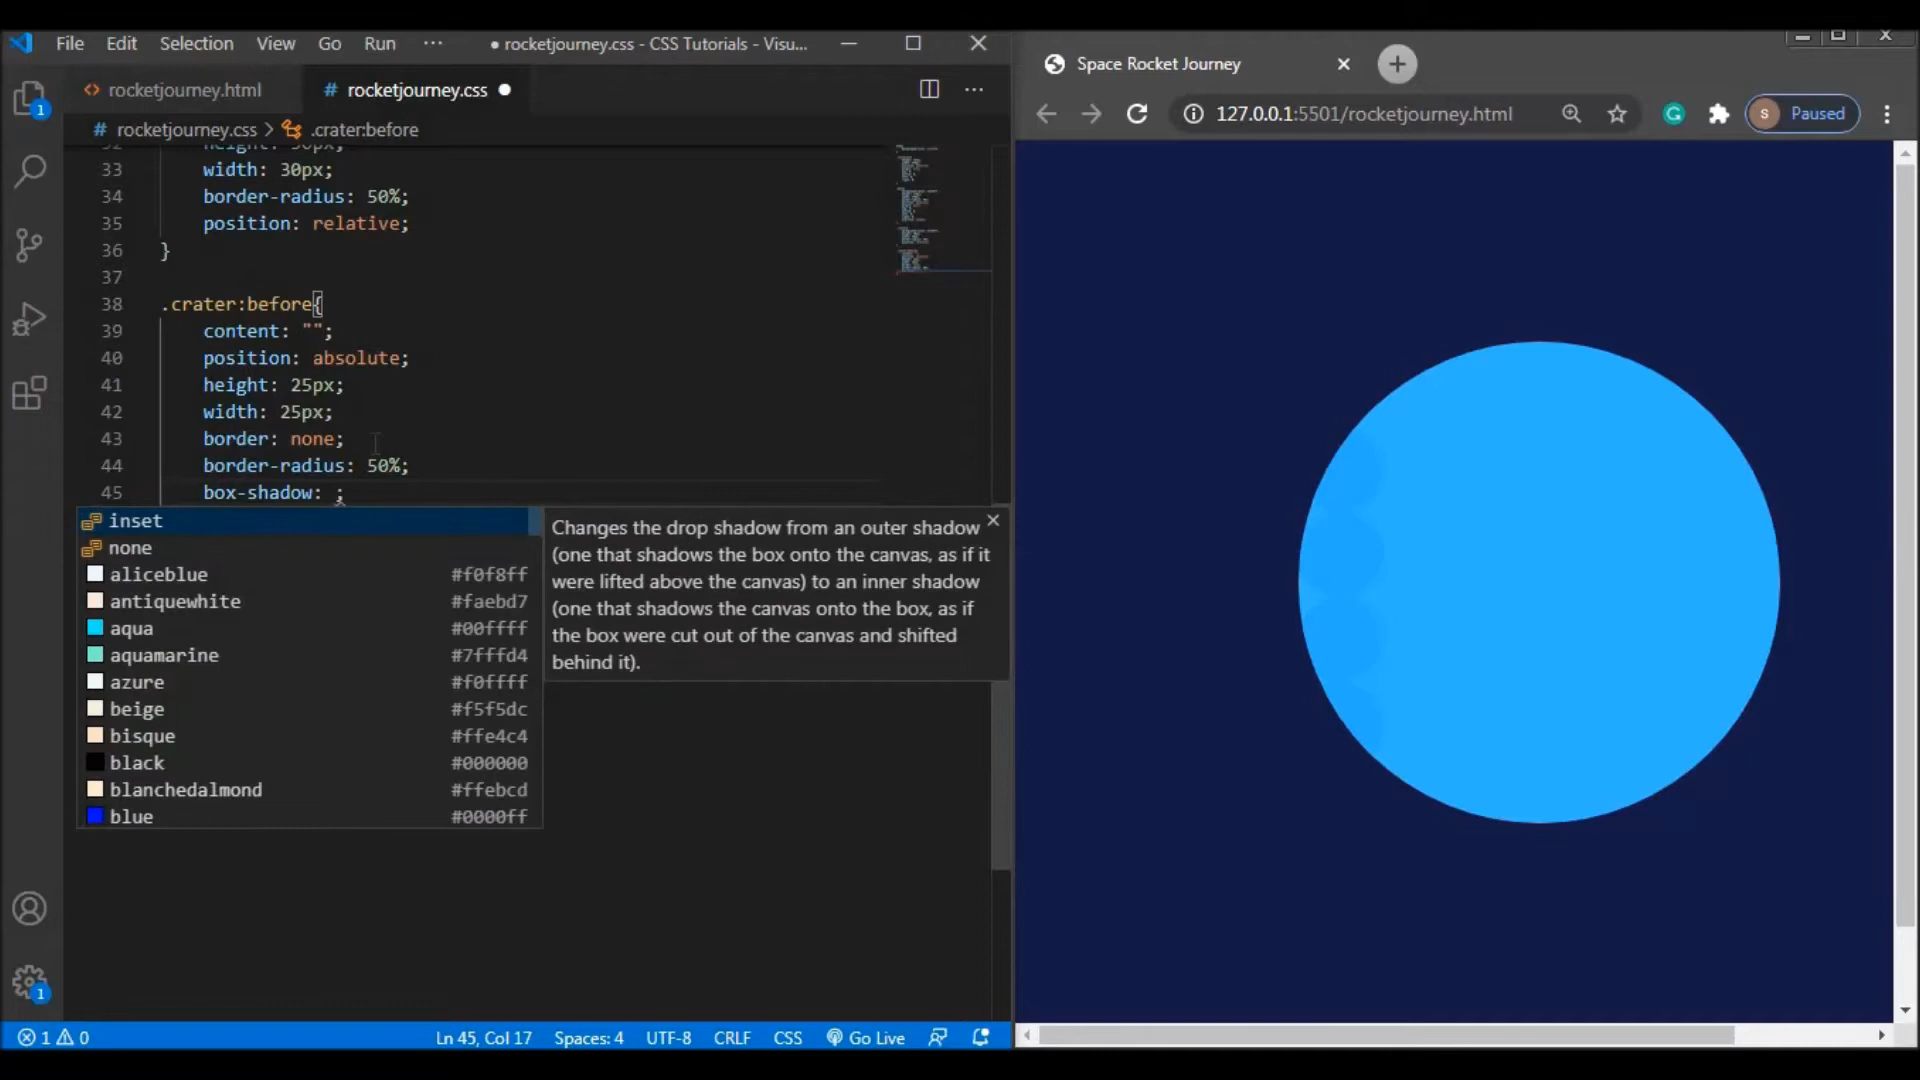 File Edit Selection View Go Run ··· ● rocketjourney.css - CSS Tutorials - Visu...
rocketjourney.html # rocketjourney.css ●
# rocketjourney.css > .crater:before
33 width: 30px;
34 border-radius: 50%;
35 position: relative;
36 }
37
38 .crater:before{
39 content: "";
40 position: absolute;
41 height: 25px;
42 width: 25px;
43 border: none;
44 border-radius: 50%;
45 box-shadow: ;
inset
none
aliceblue #f0f8ff
antiquewhite #faebd7
aqua #00ffff
aquamarine #7fffd4
azure #f0ffff
beige #f5f5dc
bisque #ffe4c4
black #000000
blanchedalmond #ffebcd
blue #0000ff
Changes the drop shadow from an outer shadow
(one that shadows the box onto the canvas, as if it
were lifted above the canvas) to an inner shadow
(one that shadows the canvas onto the box, as if
the box were cut out of the canvas and shifted
behind it).
1
1
1 0 Ln 45, Col 17 Spaces: 4 UTF-8 CRLF CSS Go Live
Space Rocket Journey
127.0.0.1:5501/rocketjourney.html s Paused